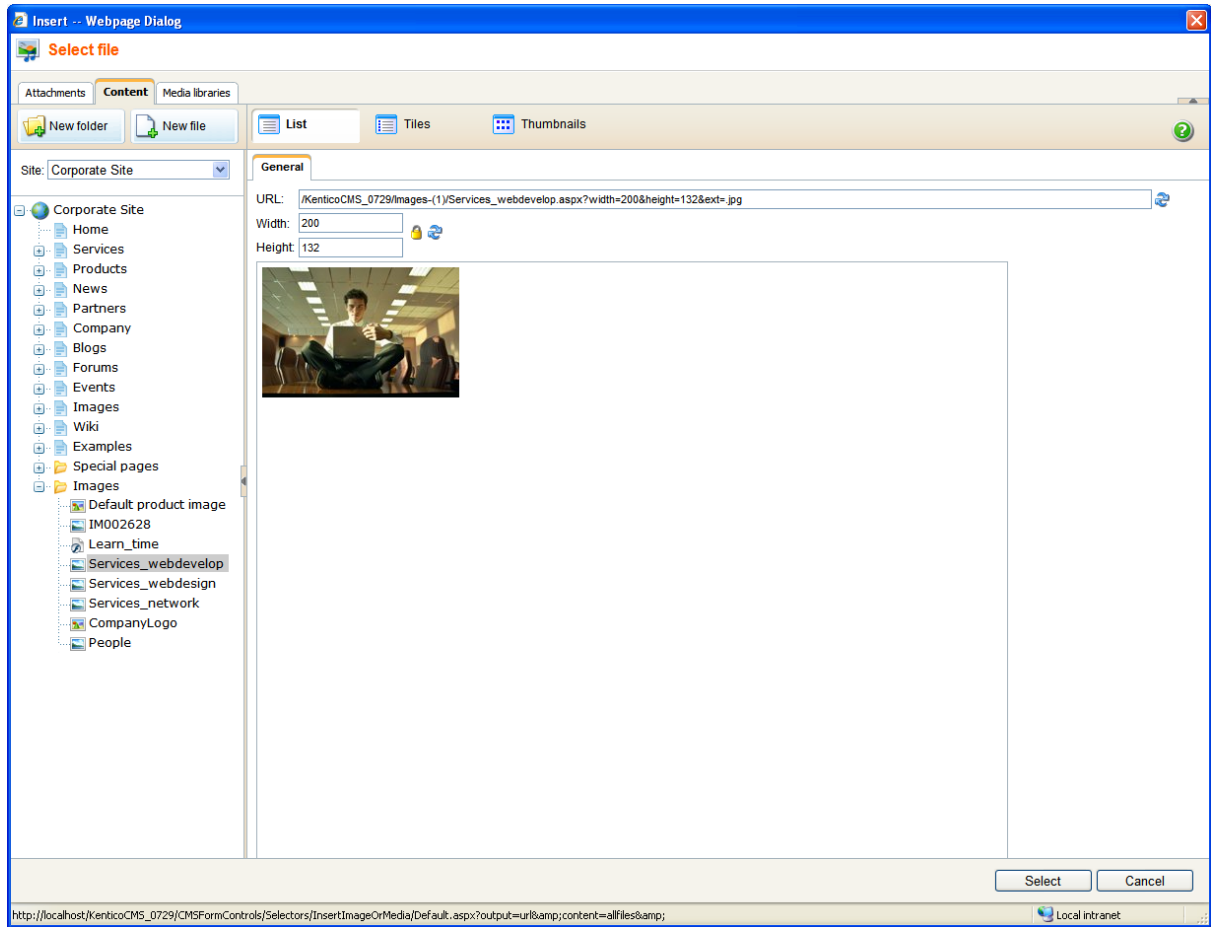 Insert -- Webpage Dialog
Select file
Attachments
Content
Media libraries
New folder
New file
List
Tiles
Thumbnails
Site: Corporate Site
General
URL: /KenticoCMS_0729/Images-(1)/Services_webdevelop.aspx?width=200&height=132&ext=.jpg
Width: 200
Height: 132
Corporate Site
Home
Services
Products
News
Partners
Company
Blogs
Forums
Events
Images
Wiki
Examples
Special pages
Images
Default product image
IM002628
Learn_time
Services_webdevelop
Services_webdesign
Services_network
CompanyLogo
People
Select
Cancel
http://localhost/KenticoCMS_0729/CMSFormControls/Selectors/InsertImageOrMedia/Default.aspx?output=url&amp;content=allfiles&amp;
Local intranet